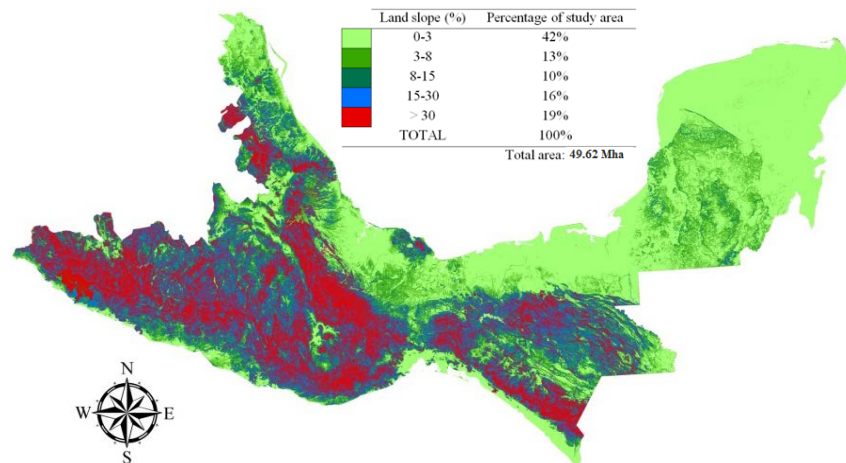 Land slope (%) Percentage of study area
0-3 42%
3-8 13%
8-15 10%
15-30 16%
> 30 19%
TOTAL 100%
Total area: 49.62 Mha
N
W E
S